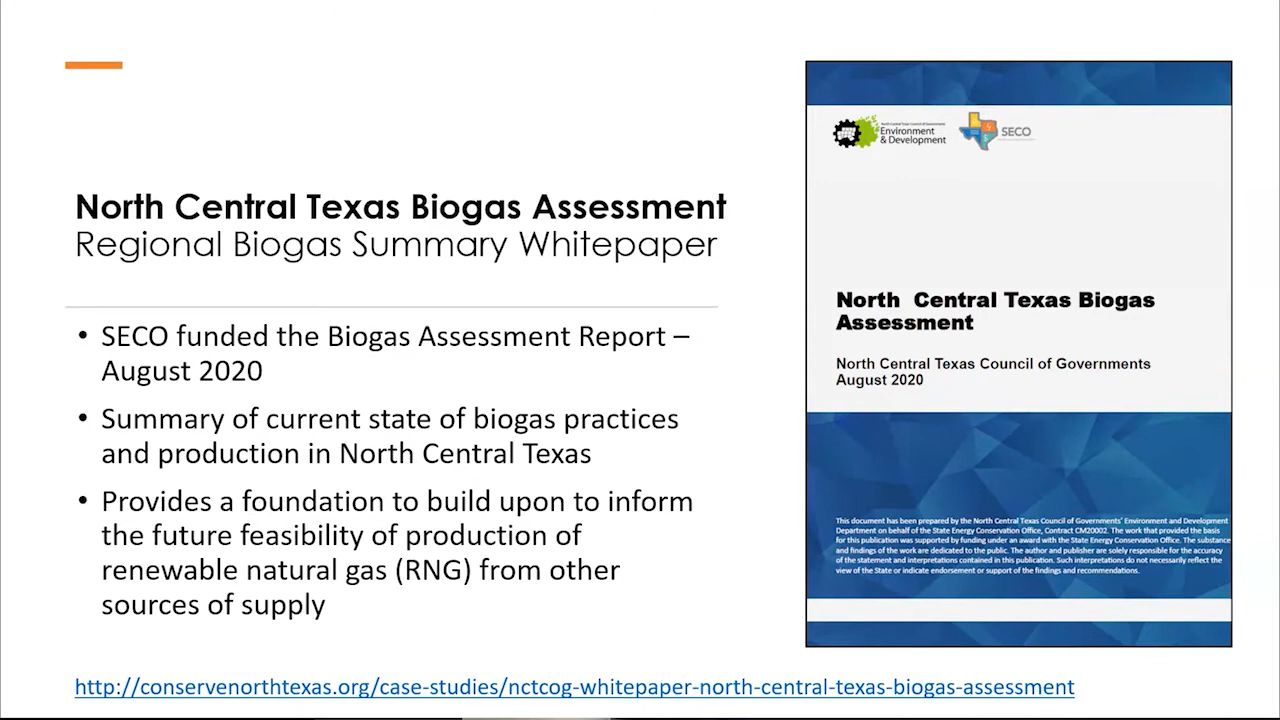 North Central Texas Biogas Assessment
Regional Biogas Summary Whitepaper
• SECO funded the Biogas Assessment Report –
August 2020
• Summary of current state of biogas practices
and production in North Central Texas
• Provides a foundation to build upon to inform
the future feasibility of production of
renewable natural gas (RNG) from other
sources of supply
http://conservenorthtexas.org/case-studies/nctcog-whitepaper-north-central-texas-biogas-assessment
North Central Texas Council of Governments
Environment
& Development
SECO
North Central Texas Biogas
Assessment
North Central Texas Council of Governments
August 2020
This document has been prepared by the North Central Texas Council of Governments' Environment and Development
Department on behalf of the State Energy Conservation Office, Contract CM20002. The work that provided the basis
for this publication was supported by funding under an award with the State Energy Conservation Office. The substance
and findings of the work are dedicated to the public. The author and publisher are solely responsible for the accuracy
of the statement and interpretations contained in this publication. Such interpretations do not necessarily reflect the
view of the State or indicate endorsement or support of the findings and recommendations.